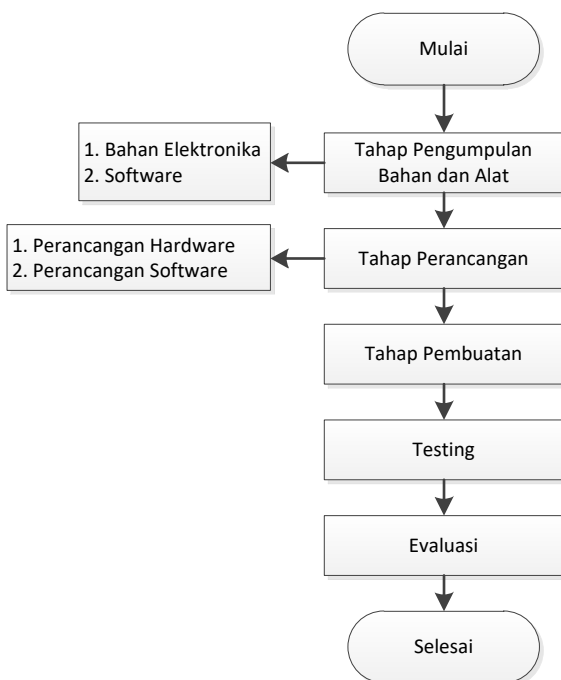 Mulai
1. Bahan Elektronika
2. Software
Tahap Pengumpulan
Bahan dan Alat
1. Perancangan Hardware
2. Perancangan Software
Tahap Perancangan
Tahap Pembuatan
Testing
Evaluasi
Selesai